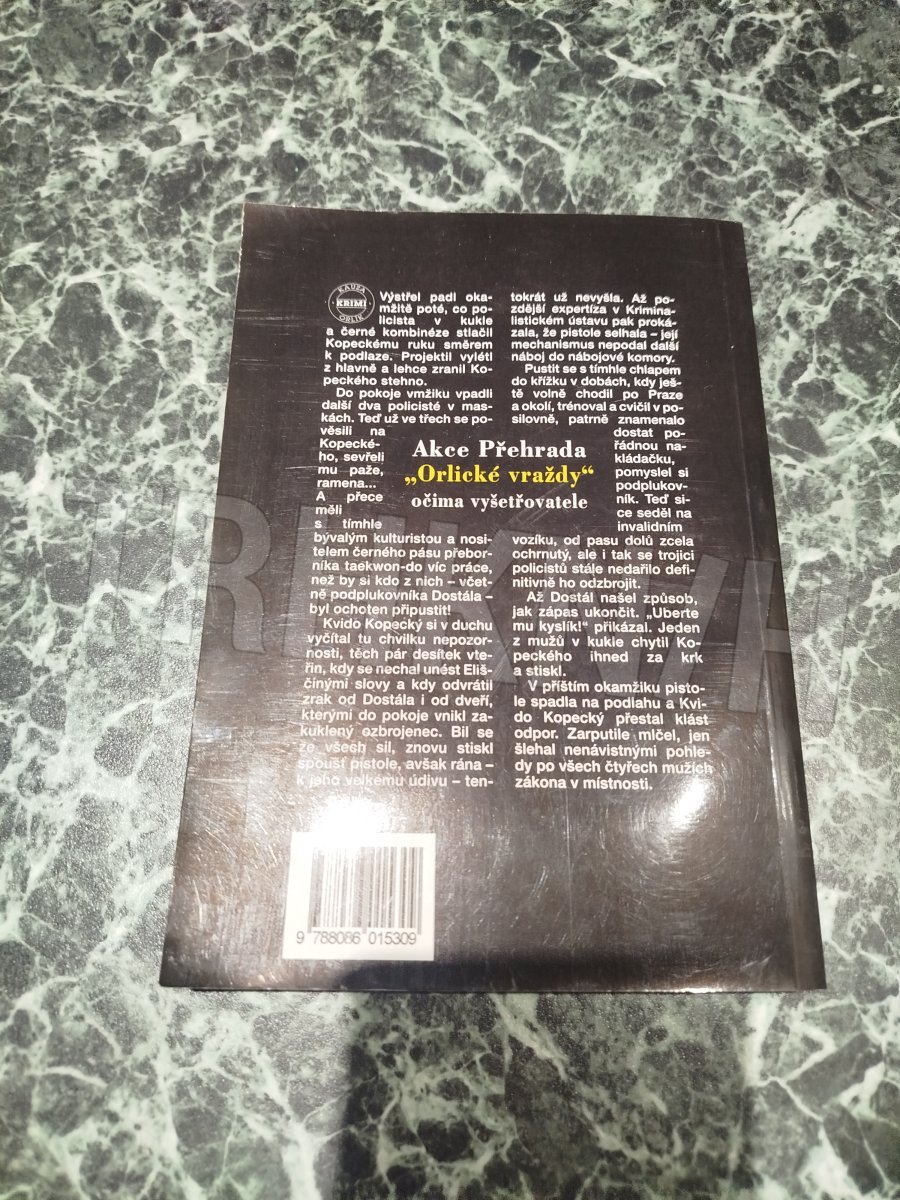 KAUZA
KRIMI
ORLÍK
Výstřel padl oka-
mžitě poté, co po-
licista v kukle
a černé kombinéze stlačil
Kopeckému ruku směrem
k podlaze. Projektil vylétl
z hlavně a lehce zranil Ko-
peckého stehno.
Do pokoje vmžiku vpadli
další dva policisté v mas-
kách. Teď už ve třech se po-
věsili na
Kopecké-
ho, sevřeli
mu paže,
ramena...
A přece
měli
s tímhle
bývalým kulturistou a nosi-
telem černého pásu přebor-
níka taekwon-do víc práce,
než by si kdo z nich – včet-
ně podplukovníka Dostála –
byl ochoten připustit!
Kvido Kopecký si v duchu
vyčítal tu chvilku nepozor-
nosti, těch pár desítek vte-
řin, kdy se nechal unést Eliš-
činými slovy a kdy odvrátil
zrak od Dostála i od dveří,
kterými do pokoje vnikl za-
kuklený ozbrojenec. Bil se
ze všech sil, znovu stiskl
spoušť pistole, avšak rána –
k jeho velkému údivu – ten-
tokrát už nevyšla. Až po-
zdější expertíza v Krimina-
listickém ústavu pak proká-
zala, že pistole selhala – její
mechanismus nepodal další
náboj do nábojové komory.
Pustit se s tímhle chlapem
do křížku v dobách, kdy ješ-
tě volně chodil po Praze
a okolí, trénoval a cvičil v po-
silovně, patrně znamenalo
dostat po-
řádnou na-
kládačku,
pomyslel si
podplukov-
ník. Teď si-
ce seděl na
invalidním
vozíku, od pasu dolů zcela
ochrnutý, ale i tak se trojici
policistů stále nedařilo defi-
nitivně ho odzbrojit.
Až Dostál našel způsob,
jak zápas ukončit. „Uberte
mu kyslík!“ přikázal. Jeden
z mužů v kukle chytil Ko-
peckého ihned za krk
a stiskl.
V příštím okamžiku pisto-
le spadla na podlahu a Kvi-
do Kopecký přestal klást
odpor. Zarputile mlčel, jen
šlehal nenávistnými pohle-
dy po všech čtyřech mužích
zákona v místnosti.
Akce Přehrada
„Orlické vraždy“
očima vyšetřovatele
9 788086 015309